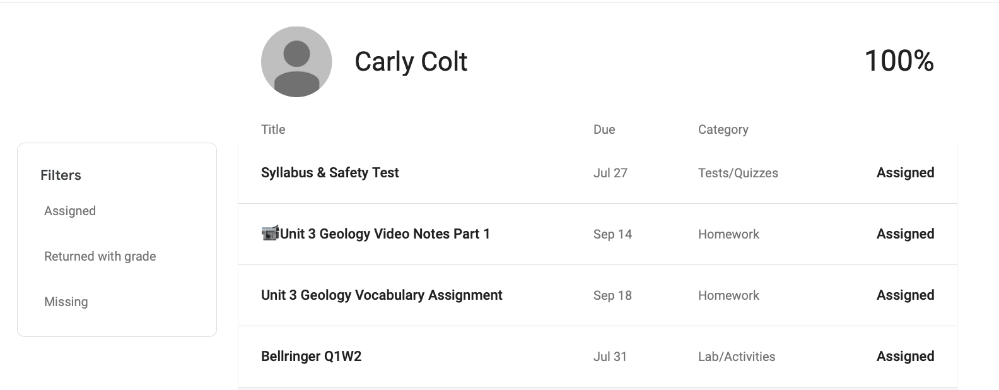 Carly Colt
100%
Title Due Category
Filters
Assigned
Returned with grade
Missing
Syllabus & Safety Test Jul 27 Tests/Quizzes Assigned
Unit 3 Geology Video Notes Part 1 Sep 14 Homework Assigned
Unit 3 Geology Vocabulary Assignment Sep 18 Homework Assigned
Bellringer Q1W2 Jul 31 Lab/Activities Assigned